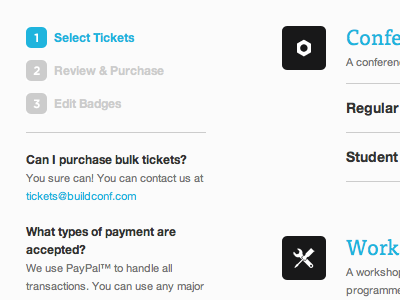 1 Select Tickets
2 Review & Purchase
3 Edit Badges
Can I purchase bulk tickets?
You sure can! You can contact us at
tickets@buildconf.com
What types of payment are
accepted?
We use PayPal™ to handle all
transactions. You can use any major
Confe
A conferenc
Regular
Student
Work
A workshop
programme